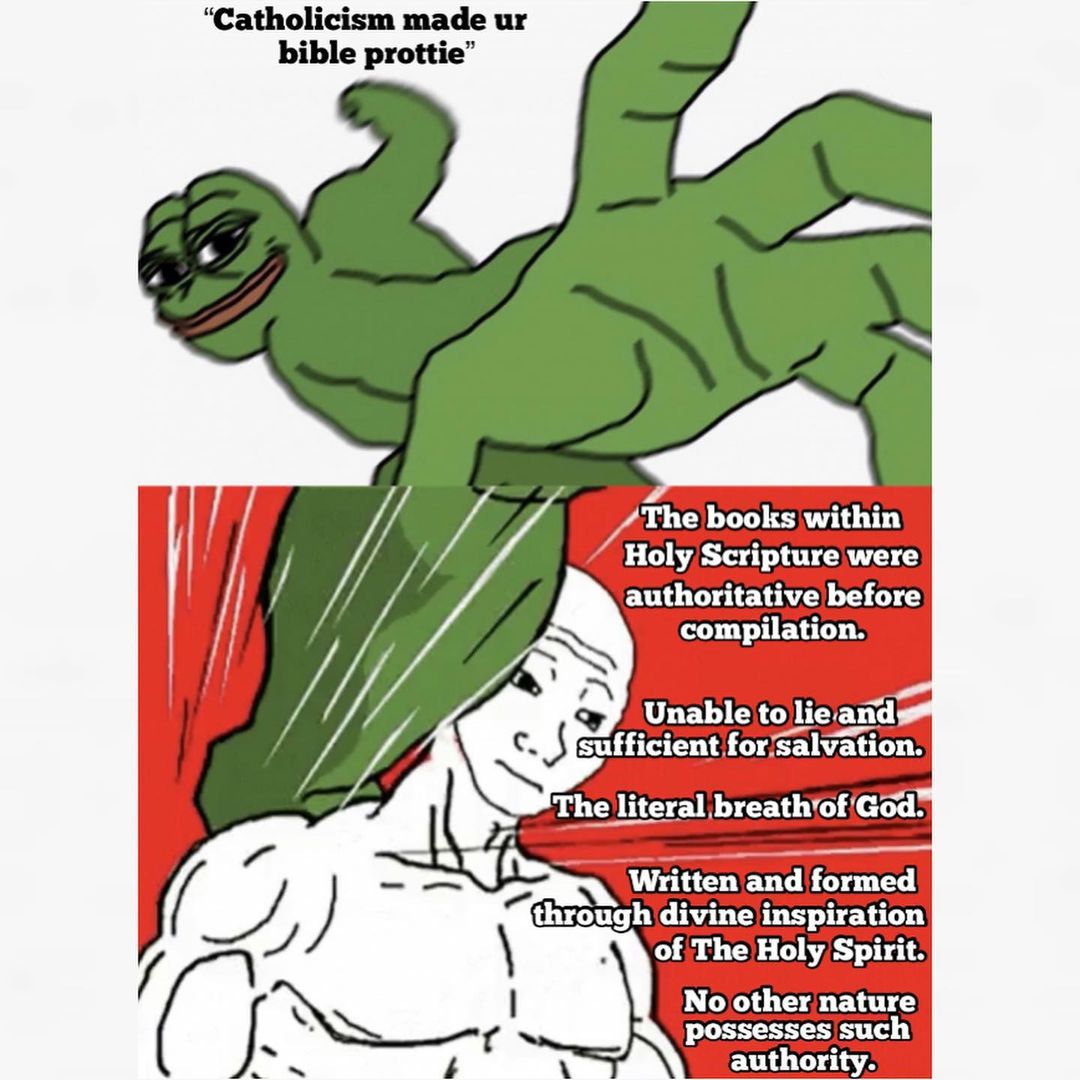 “Catholicism made ur
bible prottie”
The books within
Holy Scripture were
authoritative before
compilation.
Unable to lie and
sufficient for salvation.
The literal breath of God.
Written and formed
through divine inspiration
of The Holy Spirit.
No other nature
possesses such
authority.